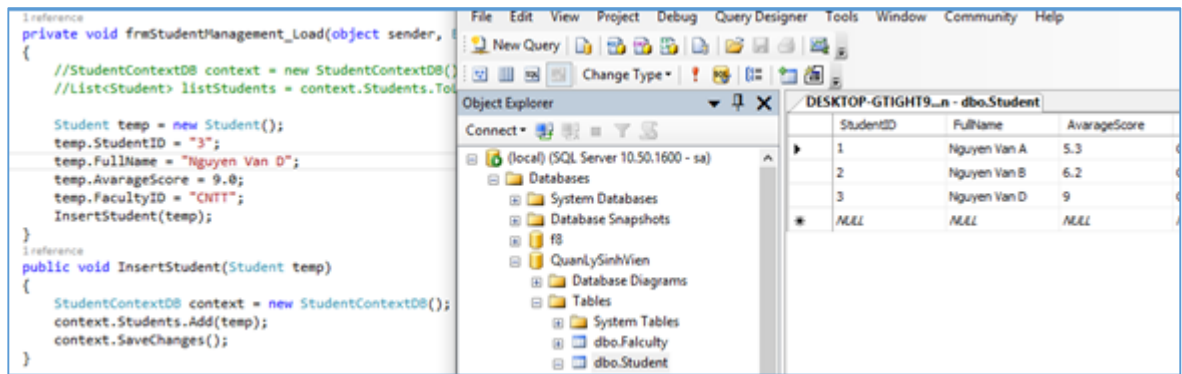 1 reference
private void frmStudentManagement_Load(object sender,
{
//StudentContextDB context = new StudentContextDB()
//List<Student> listStudents = context.Students.ToL
Student temp = new Student();
temp.StudentID = "3";
temp.FullName = "Nguyen Van D";
temp.AvarageScore = 9.0;
temp.FacultyID = "CNTT";
InsertStudent(temp);
}
1 reference
public void InsertStudent(Student temp)
{
StudentContextDB context = new StudentContextDB();
context.Students.Add(temp);
context.SaveChanges();
}
File Edit View Project Debug Query Designer Tools Window Community Help
New Query
Change Type
Object Explorer
Connect
(local) (SQL Server 10.50.1600 - sa)
Databases
System Databases
Database Snapshots
f8
QuanLySinhVien
Database Diagrams
Tables
System Tables
dbo.Falculty
dbo.Student
DESKTOP-GTIGHT9...n - dbo.Student
StudentID FullName AvarageScore
1 Nguyen Van A 5.3
2 Nguyen Van B 6.2
3 Nguyen Van D 9
NULL NULL NULL